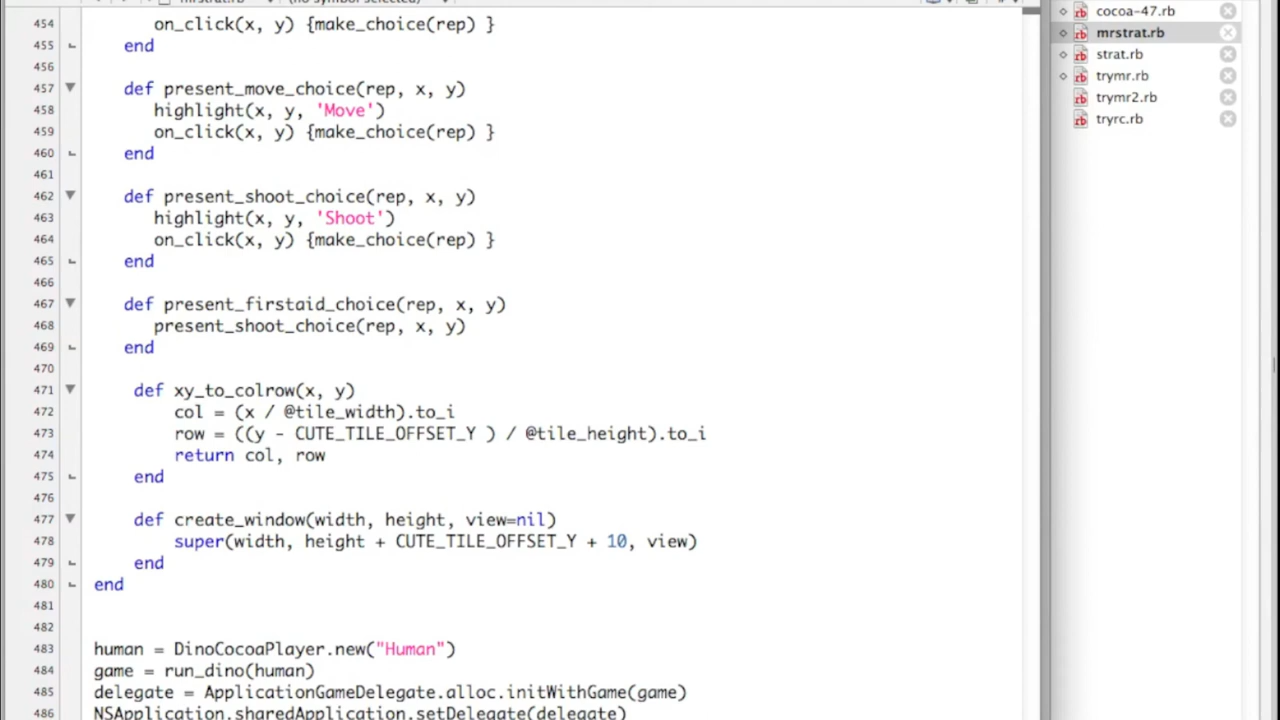 mrstrat.rb (no symbol selected)
454 on_click(x, y) {make_choice(rep) }
455 end
456
457 def present_move_choice(rep, x, y)
458 highlight(x, y, 'Move')
459 on_click(x, y) {make_choice(rep) }
460 end
461
462 def present_shoot_choice(rep, x, y)
463 highlight(x, y, 'Shoot')
464 on_click(x, y) {make_choice(rep) }
465 end
466
467 def present_firstaid_choice(rep, x, y)
468 present_shoot_choice(rep, x, y)
469 end
470
471 def xy_to_colrow(x, y)
472 col = (x / @tile_width).to_i
473 row = ((y - CUTE_TILE_OFFSET_Y ) / @tile_height).to_i
474 return col, row
475 end
476
477 def create_window(width, height, view=nil)
478 super(width, height + CUTE_TILE_OFFSET_Y + 10, view)
479 end
480 end
481
482
483 human = DinoCocoaPlayer.new("Human")
484 game = run_dino(human)
485 delegate = ApplicationGameDelegate.alloc.initWithGame(game)
486 NSApplication.sharedApplication.setDelegate(delegate)
cocoa-47.rb
mrstrat.rb
strat.rb
trymr.rb
trymr2.rb
tryrc.rb